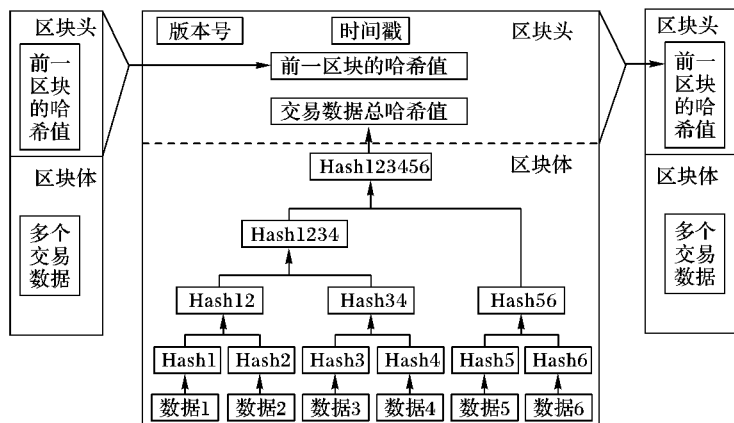 区块头
前一
区块
的哈
希值
区块体
多个
交易
数据
版本号
时间戳
区块头
前一区块的哈希值
交易数据总哈希值
Hash123456
区块体
Hash1234
Hash12
Hash34
Hash56
Hash1
Hash2
Hash3
Hash4
Hash5
Hash6
数据1
数据2
数据3
数据4
数据5
数据6
区块头
前一
区块
的哈
希值
区块体
多个
交易
数据